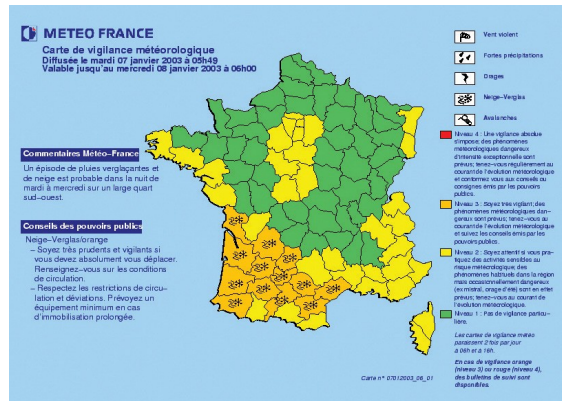 METEO FRANCE
Carte de vigilance météorologique
Diffusée le mardi 07 janvier 2003 à 05h49
Valable jusqu'au mercredi 08 janvier 2003 à 06h00
Commentaires Météo-France
Un épisode de pluies verglaçantes et
de neige est probable dans la nuit de
mardi à mercredi sur un large quart
sud-ouest.
Conseils des pouvoirs publics
Neige-Verglas/orange
- Soyez très prudents et vigilants si
vous devez absolument vous déplacer.
Renseignez-vous sur les conditions
de circulation.
- Respectez les restrictions de circu-
lation et déviations. Prévoyez un
équipement minimum en cas
d'immobilisation prolongée.
Vent violent
Fortes précipitations
Orages
Neige-Verglas
Avalanches
Niveau 4 : Une vigilance absolue
s'impose; des phénomènes
météorologiques dangereux
d'intensité exceptionnelle sont
prévus; tenez-vous régulièrement au
courant de l'évolution météorologique
et conformez vous aux conseils ou
consignes émis par les pouvoirs
publics.
Niveau 3 : Soyez très vigilant; des
phénomènes météorologiques dan-
gereux sont prévus; tenez-vous au
courant de l'évolution météorologique
et suivez les conseils émis par les
pouvoirs publics.
Niveau 2 : Soyez attentif si vous pra-
tiquez des activités sensibles au
risque météorologique; des
phénomènes habituels dans la région
mais occasionnellement dangereux
(ex mistral, orage d'été) sont en effet
prévus; tenez-vous au courant de
l'évolution météorologique.
Niveau 1 : Pas de vigilance particu-
lière.
Les cartes de vigilance météo
paraissent 2 fois par jour
à 06h et à 16h.
En cas de vigilance orange
(niveau 3) ou rouge (niveau 4),
des bulletins de suivi sont
disponibles.
Carte n° 07012003_06_01